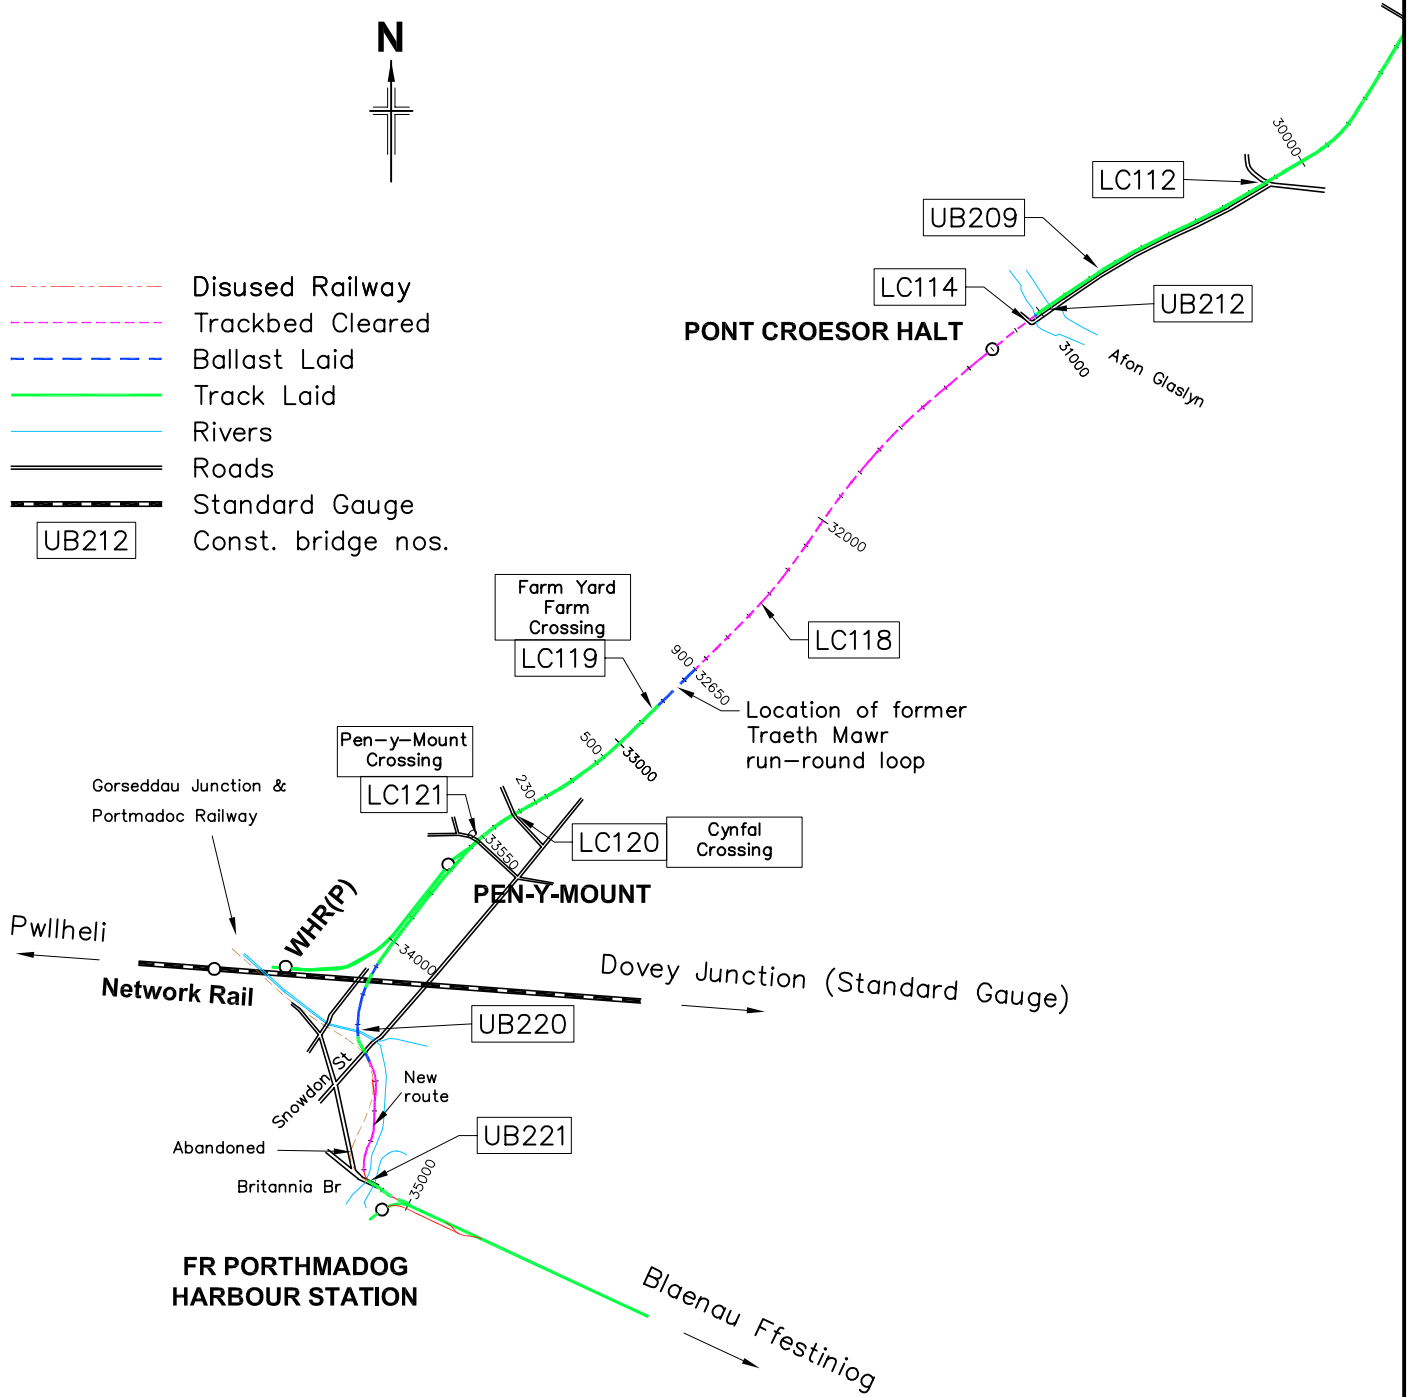 N
30000
LC112
UB209
LC114
UB212
PONT CROESOR HALT
31000
Afon Glaslyn
Disused Railway
Trackbed Cleared
Ballast Laid
Track Laid
Rivers
Roads
Standard Gauge
UB212
Const. bridge nos.
32000
Farm Yard
Farm
Crossing
LC119
LC118
900
32650
Location of former
Traeth Mawr
run-round loop
500
33000
Pen-y-Mount
Crossing
LC121
230
Gorseddau Junction &
Portmadoc Railway
LC120
Cynfal
Crossing
33550
PEN-Y-MOUNT
WHR(P)
Pwllheli
34000
Network Rail
Dovey Junction (Standard Gauge)
UB220
Snowdon St
New
route
UB221
Abandoned
Britannia Br
35000
FR PORTHMADOG
HARBOUR STATION
Blaenau Ffestiniog